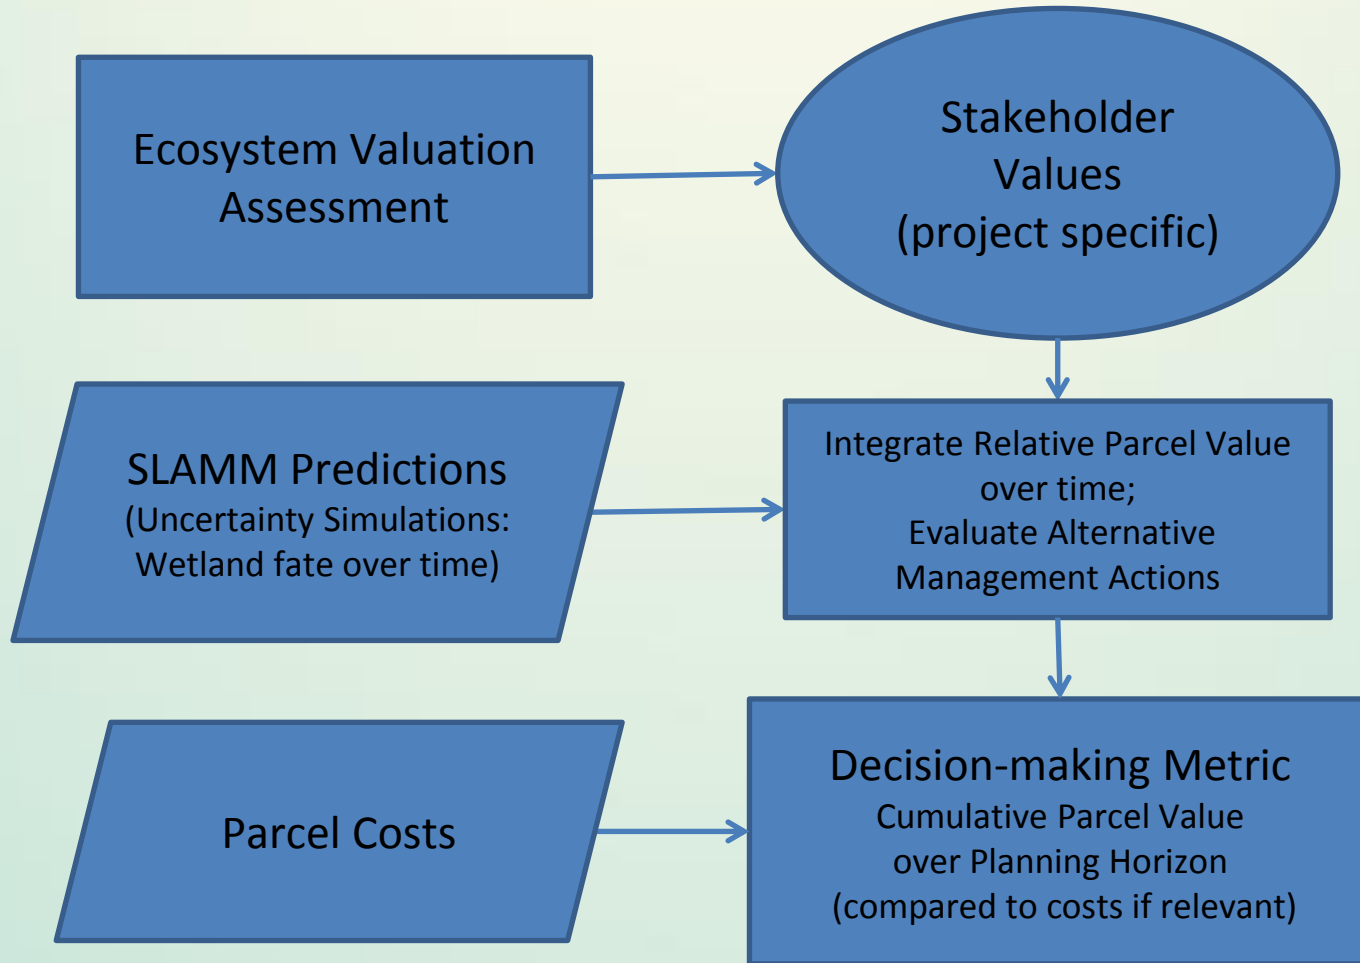 Ecosystem Valuation
Assessment
Stakeholder
Values
(project specific)
SLAMM Predictions
(Uncertainty Simulations:
Wetland fate over time)
Integrate Relative Parcel Value
over time;
Evaluate Alternative
Management Actions
Parcel Costs
Decision-making Metric
Cumulative Parcel Value
over Planning Horizon
(compared to costs if relevant)